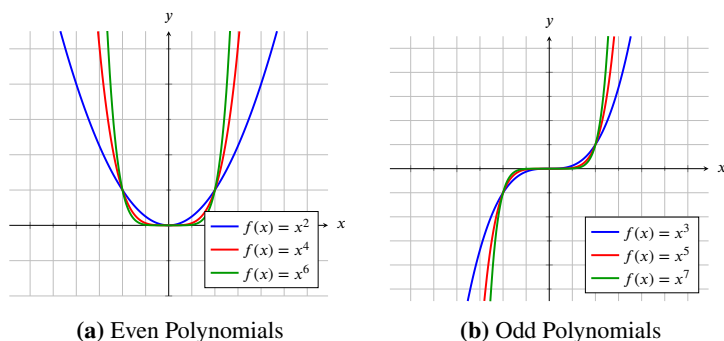 y
x
f(x) = x²
f(x) = x⁴
f(x) = x⁶
(a) Even Polynomials
y
x
f(x) = x³
f(x) = x⁵
f(x) = x⁷
(b) Odd Polynomials